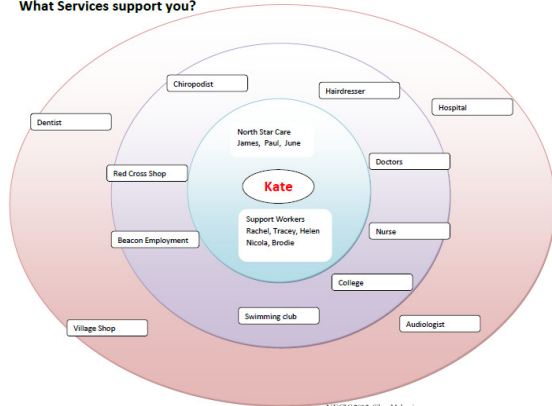 What Services support you?
Chiropodist
Hairdresser
Hospital
Dentist
North Star Care
James, Paul, June
Doctors
Red Cross Shop
Kate
Support Workers
Rachel, Tracey, Helen
Nicola, Brodie
Nurse
Beacon Employment
College
Swimming club
Audiologist
Village Shop